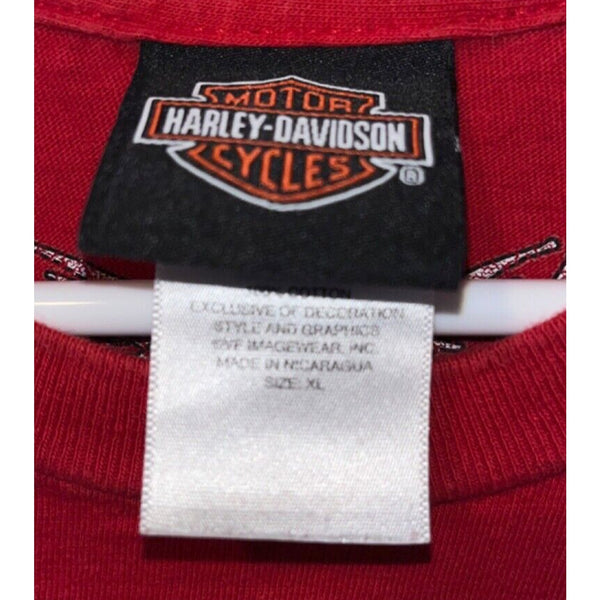 MOTOR
HARLEY-DAVIDSON
CYCLES
®
100% COTTON
EXCLUSIVE OF DECORATION
STYLE AND GRAPHICS
©VF IMAGEWEAR, INC.
MADE IN NICARAGUA
SIZE: XL